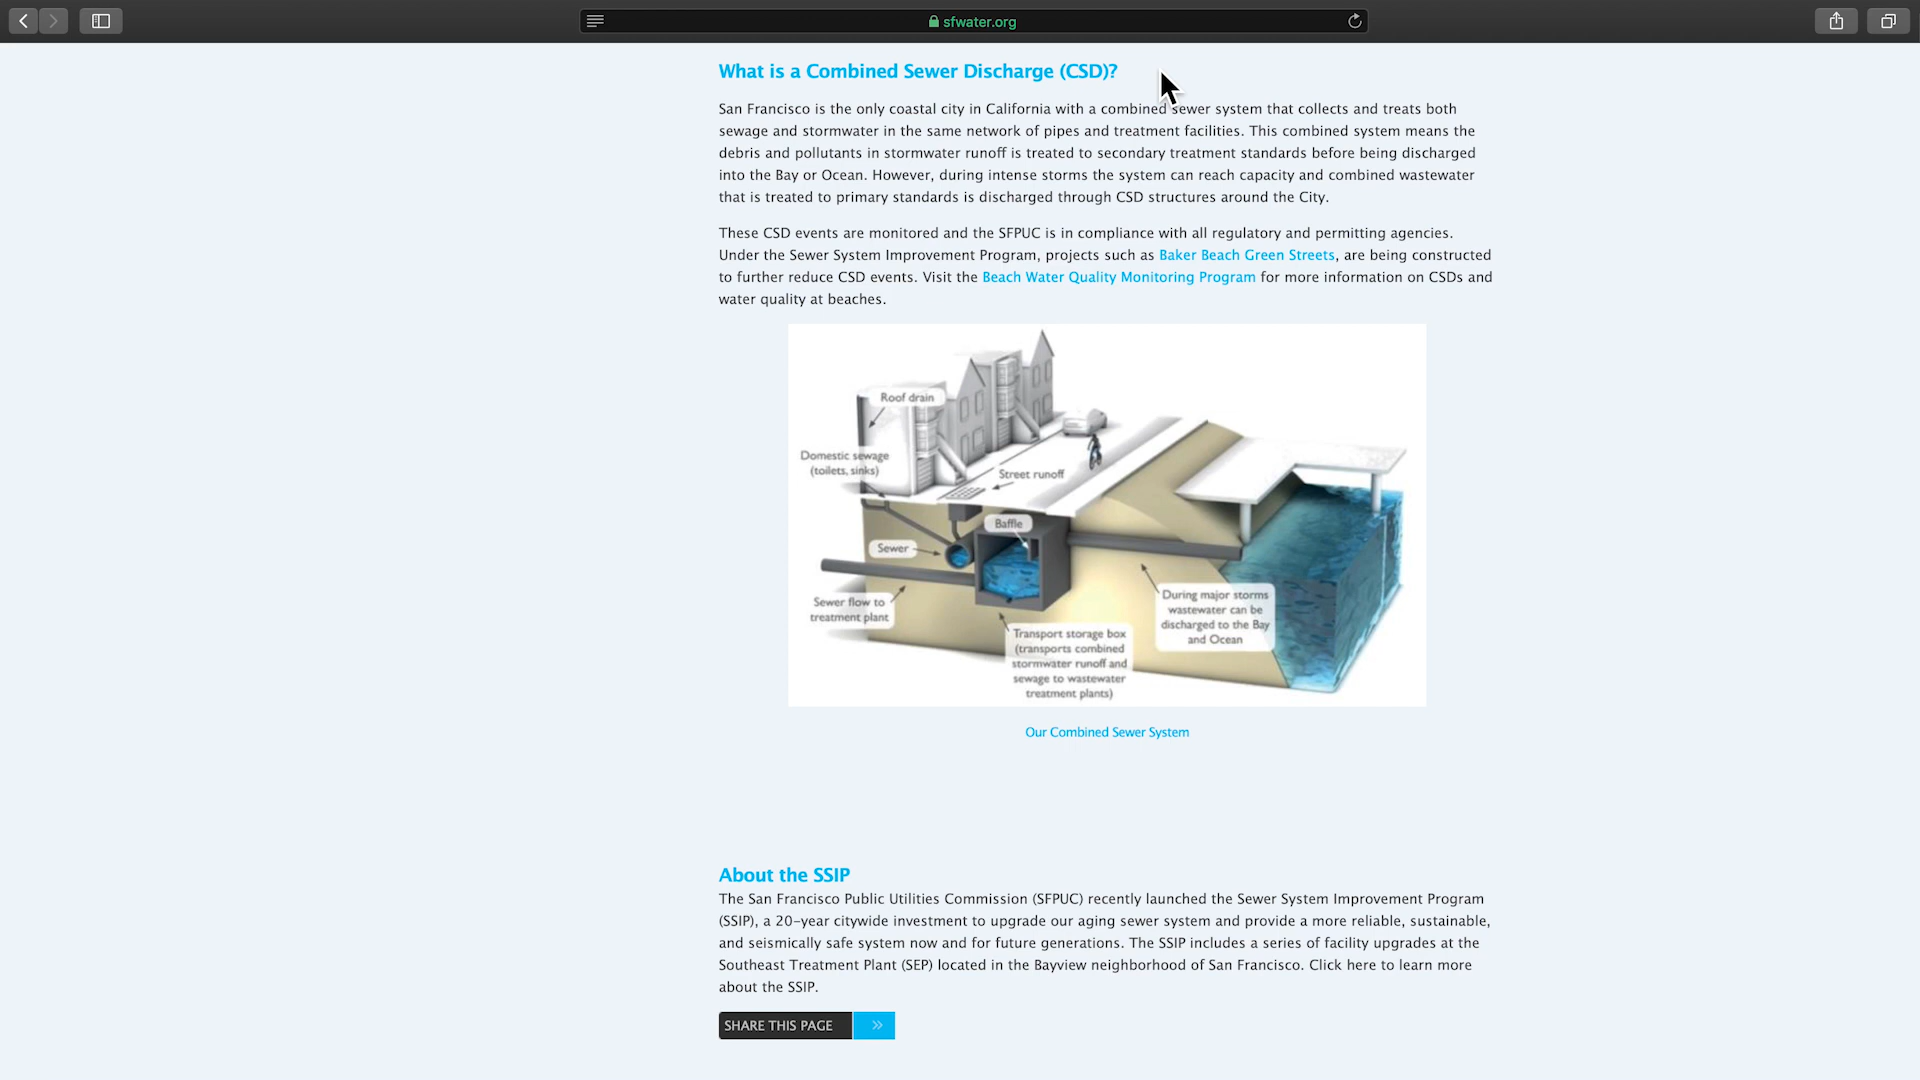 sfwater.org
What is a Combined Sewer Discharge (CSD)?
San Francisco is the only coastal city in California with a combined sewer system that collects and treats both
sewage and stormwater in the same network of pipes and treatment facilities. This combined system means the
debris and pollutants in stormwater runoff is treated to secondary treatment standards before being discharged
into the Bay or Ocean. However, during intense storms the system can reach capacity and combined wastewater
that is treated to primary standards is discharged through CSD structures around the City.
These CSD events are monitored and the SFPUC is in compliance with all regulatory and permitting agencies.
Under the Sewer System Improvement Program, projects such as Baker Beach Green Streets, are being constructed
to further reduce CSD events. Visit the Beach Water Quality Monitoring Program for more information on CSDs and
water quality at beaches.
Roof drain
Domestic sewage
(toilets, sinks)
Street runoff
Baffle
Sewer
Sewer flow to
treatment plant
During major storms
wastewater can be
discharged to the Bay
and Ocean
Transport storage box
(transports combined
stormwater runoff and
sewage to wastewater
treatment plants)
Our Combined Sewer System
About the SSIP
The San Francisco Public Utilities Commission (SFPUC) recently launched the Sewer System Improvement Program
(SSIP), a 20-year citywide investment to upgrade our aging sewer system and provide a more reliable, sustainable,
and seismically safe system now and for future generations. The SSIP includes a series of facility upgrades at the
Southeast Treatment Plant (SEP) located in the Bayview neighborhood of San Francisco. Click here to learn more
about the SSIP.
SHARE THIS PAGE